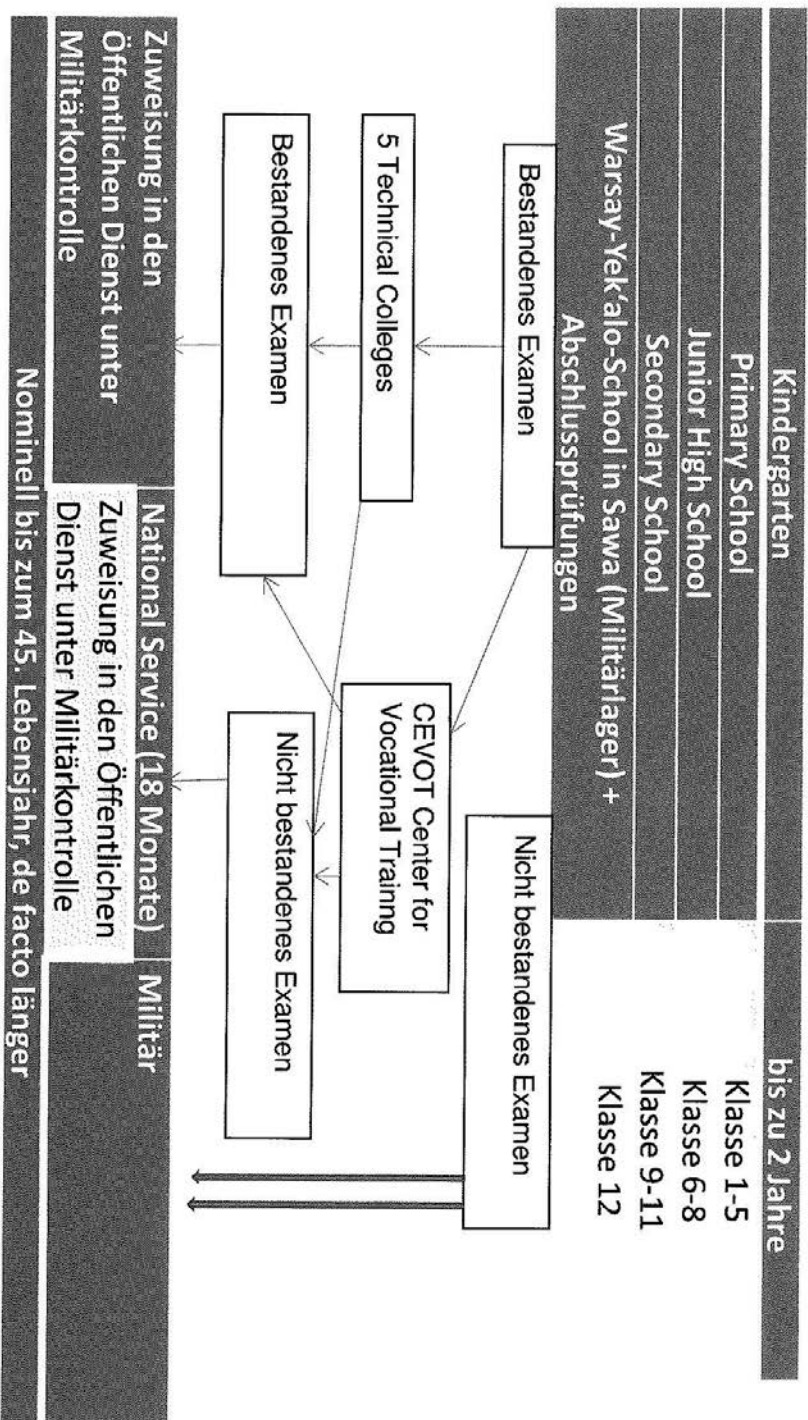 Kindergarten
bis zu 2 Jahre
Primary School
Klasse 1-5
Junior High School
Klasse 6-8
Secondary School
Klasse 9-11
Warsay-Yek‘alo-School in Sawa (Militärlager) +
Abschlussprüfungen
Klasse 12
Bestandenes Examen
Nicht bestandenes Examen
5 Technical Colleges
CEVOT Center for
Vocational Trainng
Bestandenes Examen
Nicht bestandenes Examen
Zuweisung in den
Öffentlichen Dienst unter
Militärkontrolle
National Service (18 Monate)
Zuweisung in den Öffentlichen
Dienst unter Militärkontrolle
Militär
Nominell bis zum 45. Lebensjahr, de facto länger